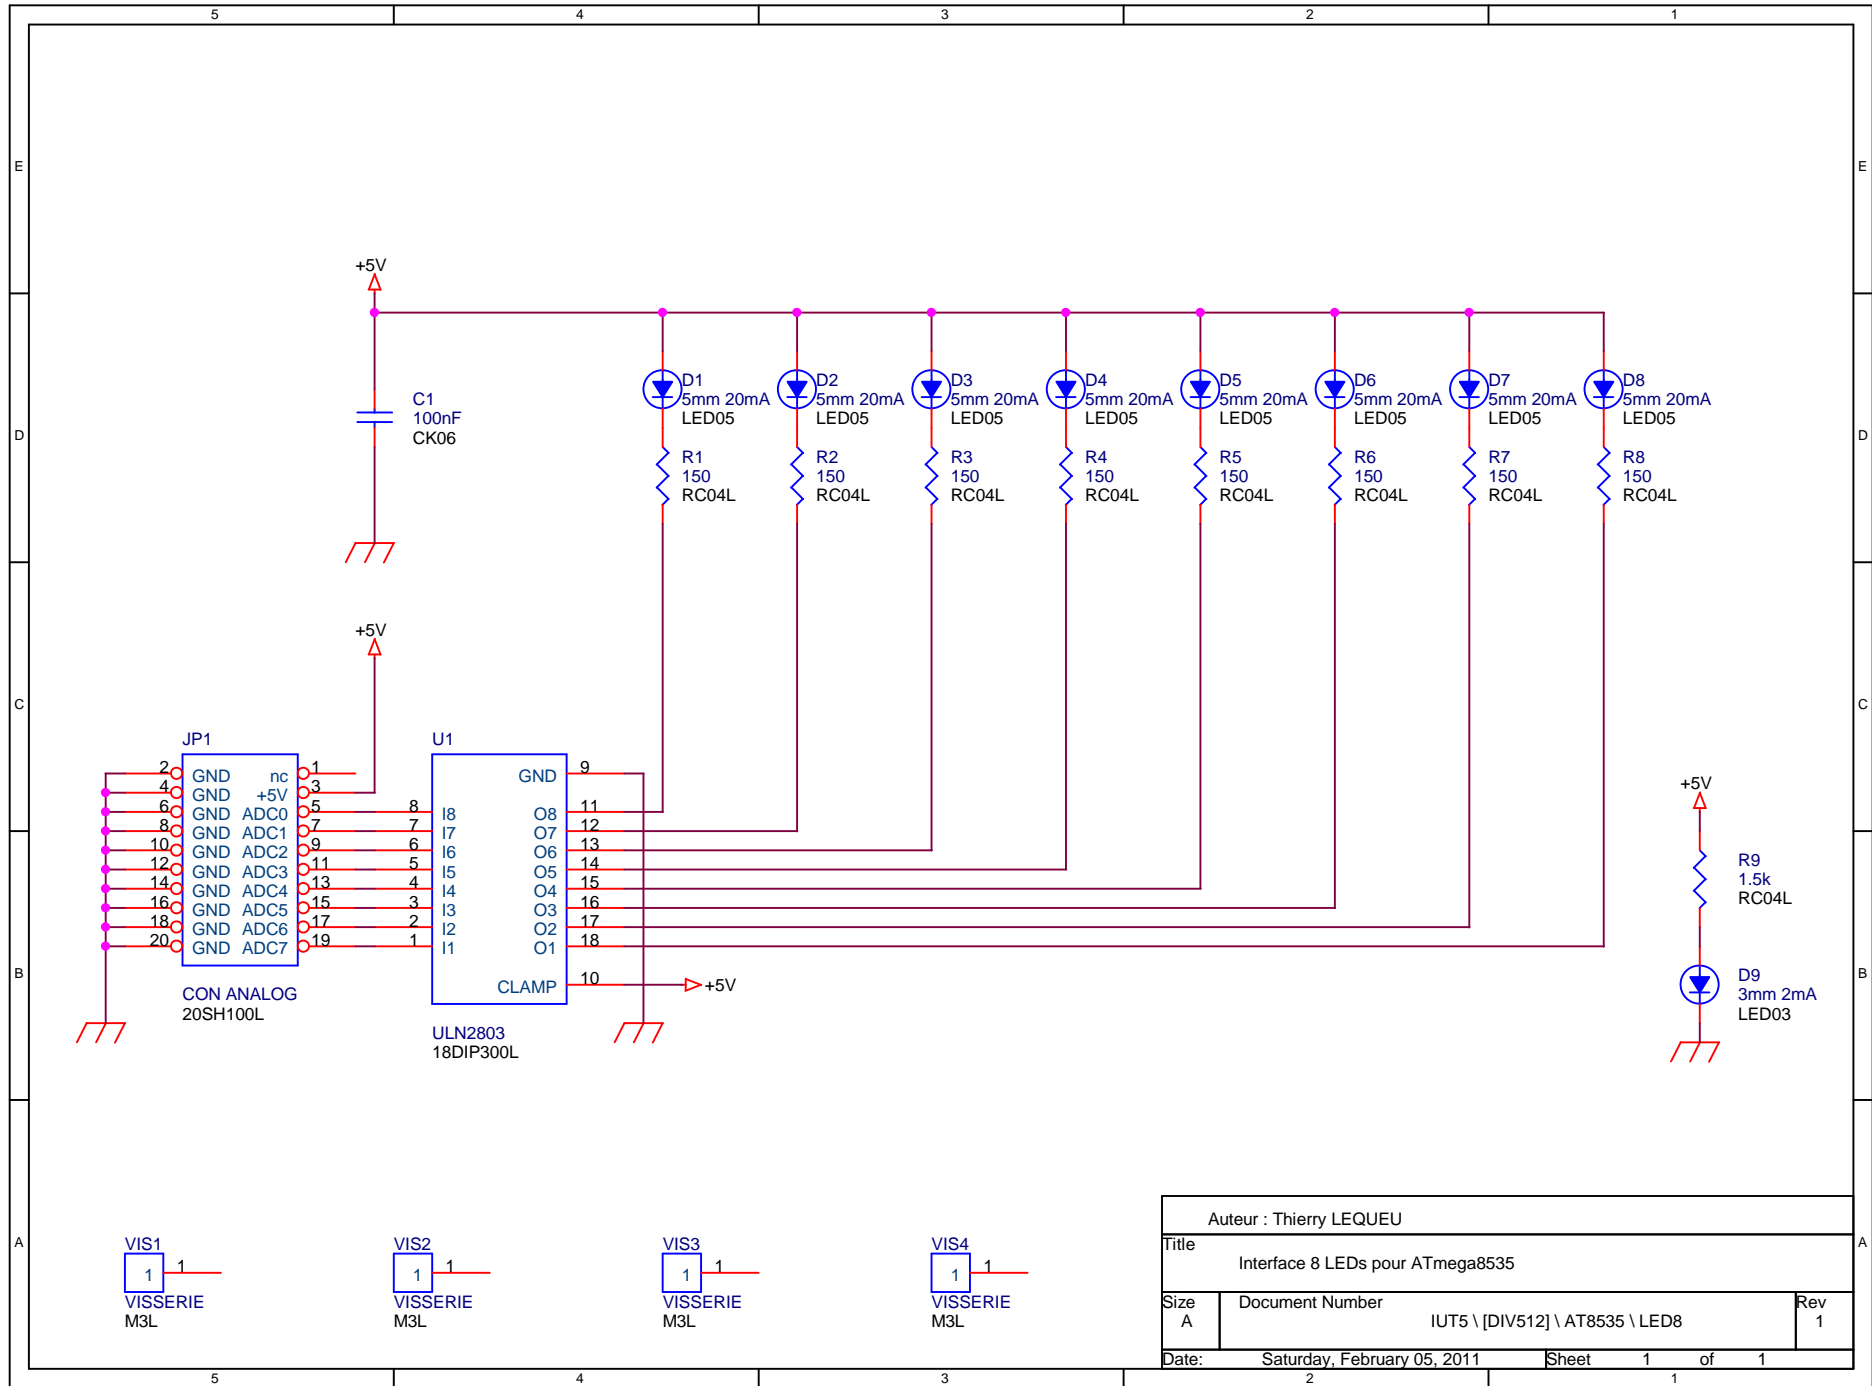 5 4 3 2 1
E E
D D
C C
B B
A A
+5V
C1
100nF
CK06
D1
5mm 20mA
LED05
D2
5mm 20mA
LED05
D3
5mm 20mA
LED05
D4
5mm 20mA
LED05
D5
5mm 20mA
LED05
D6
5mm 20mA
LED05
D7
5mm 20mA
LED05
D8
5mm 20mA
LED05
R1
150
RC04L
R2
150
RC04L
R3
150
RC04L
R4
150
RC04L
R5
150
RC04L
R6
150
RC04L
R7
150
RC04L
R8
150
RC04L
+5V
JP1
2 GND nc 1
4 GND +5V 3
6 GND ADC0 5
8 GND ADC1 7
10 GND ADC2 9
12 GND ADC3 11
14 GND ADC4 13
16 GND ADC5 15
18 GND ADC6 17
20 GND ADC7 19
CON ANALOG
20SH100L
U1
GND 9
8 I8 O8 11
7 I7 O7 12
6 I6 O6 13
5 I5 O5 14
4 I4 O4 15
3 I3 O3 16
2 I2 O2 17
1 I1 O1 18
CLAMP 10 +5V
ULN2803
18DIP300L
+5V
R9
1.5k
RC04L
D9
3mm 2mA
LED03
VIS1
1 1
VISSERIE
M3L
VIS2
1 1
VISSERIE
M3L
VIS3
1 1
VISSERIE
M3L
VIS4
1 1
VISSERIE
M3L
Auteur : Thierry LEQUEU
Title
Interface 8 LEDs pour ATmega8535
Size
A
Document Number
IUT5 \ [DIV512] \ AT8535 \ LED8
Rev
1
Date: Saturday, February 05, 2011 Sheet 1 of 1
5 4 3 2 1